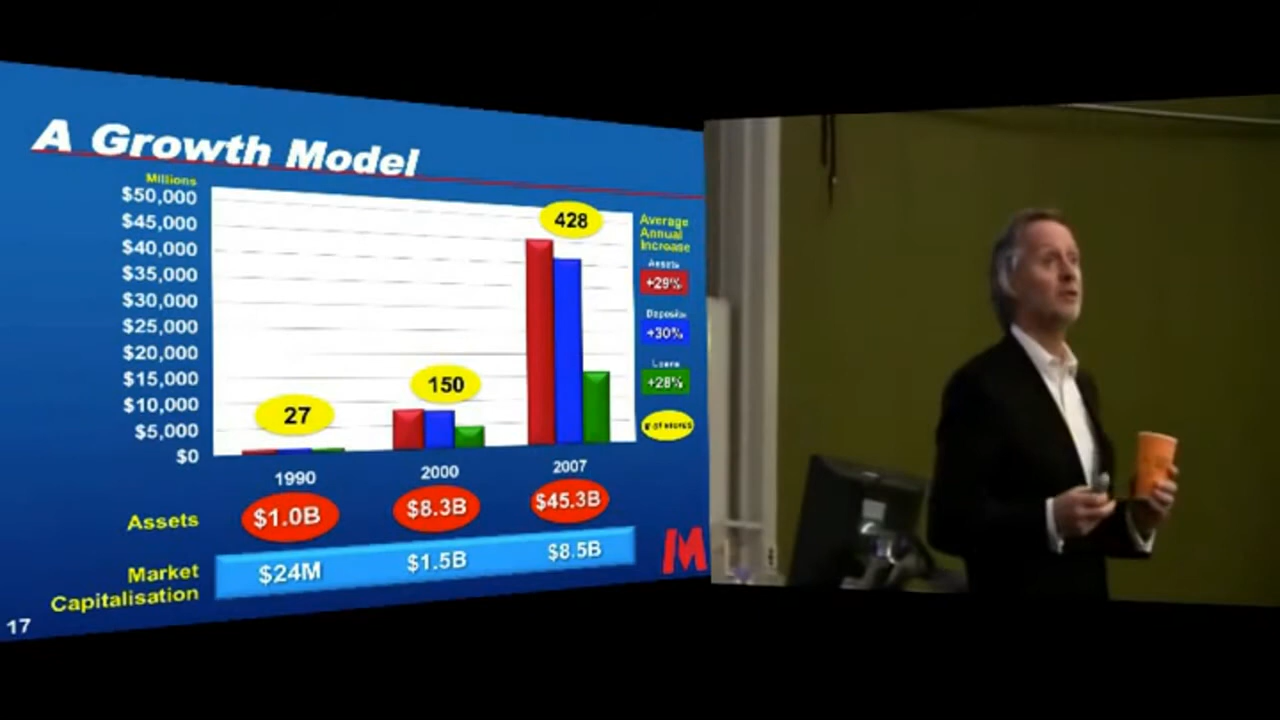 A Growth Model
Millions
$50,000
$45,000
$40,000
$35,000
$30,000
$25,000
$20,000
$15,000
$10,000
$5,000
$0
27
150
428
1990
2000
2007
Average
Annual
Increase
Assets
+29%
Deposits
+30%
Loans
+28%
# of stores
Assets
$1.0B
$8.3B
$45.3B
Market
Capitalisation
$24M
$1.5B
$8.5B
M
17